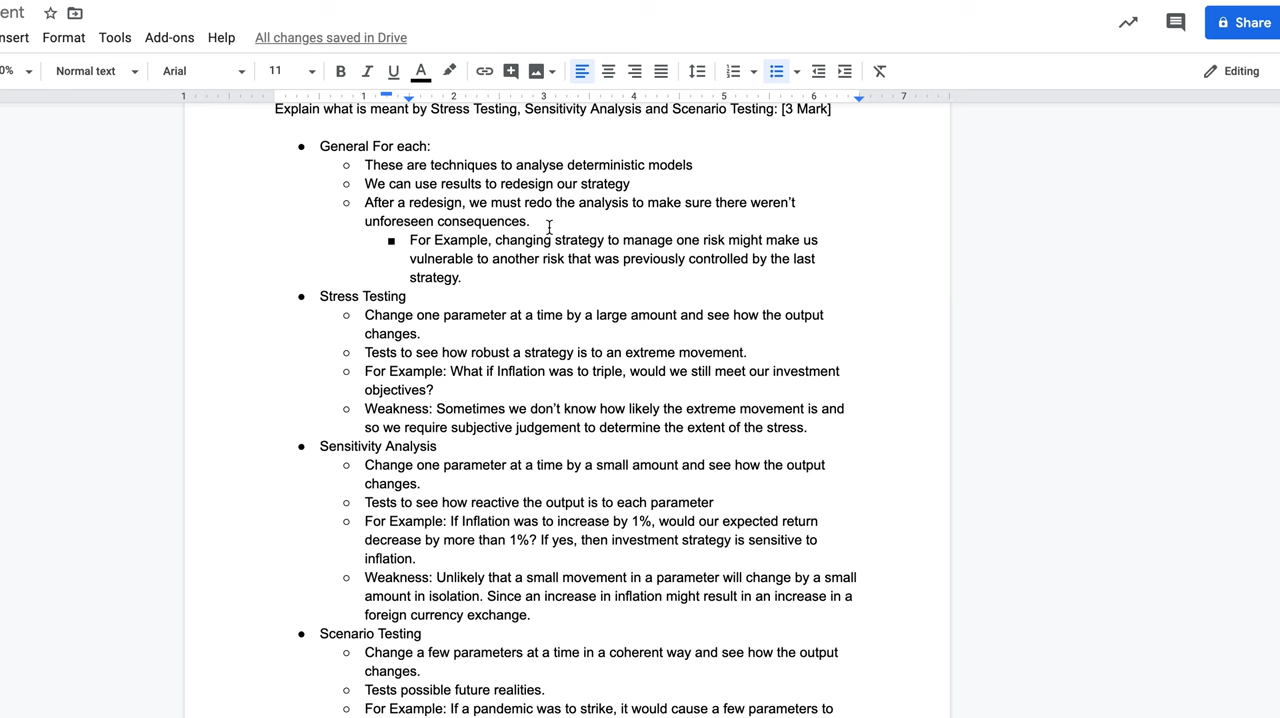 ent
nsert Format Tools Add-ons Help All changes saved in Drive
Share
0% Normal text Arial 11 B I U A Editing
1 1 2 3 4 5 6 7
Explain what is meant by Stress Testing, Sensitivity Analysis and Scenario Testing: [3 Mark]
● General For each:
○ These are techniques to analyse deterministic models
○ We can use results to redesign our strategy
○ After a redesign, we must redo the analysis to make sure there weren't
unforeseen consequences.
■ For Example, changing strategy to manage one risk might make us
vulnerable to another risk that was previously controlled by the last
strategy.
● Stress Testing
○ Change one parameter at a time by a large amount and see how the output
changes.
○ Tests to see how robust a strategy is to an extreme movement.
○ For Example: What if Inflation was to triple, would we still meet our investment
objectives?
○ Weakness: Sometimes we don't know how likely the extreme movement is and
so we require subjective judgement to determine the extent of the stress.
● Sensitivity Analysis
○ Change one parameter at a time by a small amount and see how the output
changes.
○ Tests to see how reactive the output is to each parameter
○ For Example: If Inflation was to increase by 1%, would our expected return
decrease by more than 1%? If yes, then investment strategy is sensitive to
inflation.
○ Weakness: Unlikely that a small movement in a parameter will change by a small
amount in isolation. Since an increase in inflation might result in an increase in a
foreign currency exchange.
● Scenario Testing
○ Change a few parameters at a time in a coherent way and see how the output
changes.
○ Tests possible future realities.
○ For Example: If a pandemic was to strike, it would cause a few parameters to